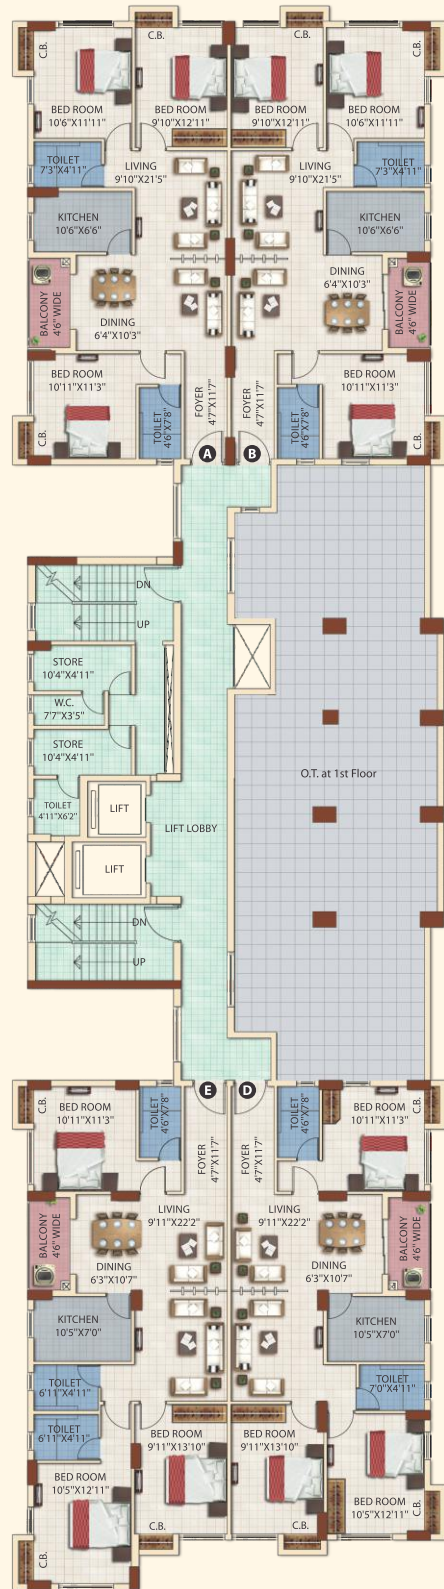 C.B.
C.B.
C.B.
C.B.
BED ROOM
10'6"X11'11"
BED ROOM
9'10"X12'11"
BED ROOM
9'10"X12'11"
BED ROOM
10'6"X11'11"
TOILET
7'3"X4'11"
LIVING
9'10"X21'5"
LIVING
9'10"X21'5"
TOILET
7'3"X4'11"
KITCHEN
10'6"X6'6"
KITCHEN
10'6"X6'6"
BALCONY
4'6" WIDE
DINING
6'4"X10'3"
DINING
6'4"X10'3"
BALCONY
4'6" WIDE
BED ROOM
10'11"X11'3"
C.B.
TOILET
4'6"X7'8"
FOYER
4'7"X11'7"
FOYER
4'7"X11'7"
TOILET
4'6"X7'8"
BED ROOM
10'11"X11'3"
C.B.
A
B
DN
UP
STORE
10'4"X4'11"
W.C.
7'7"X3'5"
STORE
10'4"X4'11"
TOILET
4'11"X6'2"
LIFT
LIFT
LIFT LOBBY
O.T. at 1st Floor
DN
UP
E
D
C.B.
BED ROOM
10'11"X11'3"
TOILET
4'6"X7'8"
FOYER
4'7"X11'7"
FOYER
4'7"X11'7"
TOILET
4'6"X7'8"
BED ROOM
10'11"X11'3"
C.B.
BALCONY
4'6" WIDE
LIVING
9'11"X22'2"
LIVING
9'11"X22'2"
BALCONY
4'6" WIDE
DINING
6'3"X10'7"
DINING
6'3"X10'7"
KITCHEN
10'5"X7'0"
KITCHEN
10'5"X7'0"
TOILET
6'11"X4'11"
TOILET
7'0"X4'11"
TOILET
6'11"X4'11"
BED ROOM
9'11"X13'10"
BED ROOM
9'11"X13'10"
BED ROOM
10'5"X12'11"
BED ROOM
10'5"X12'11"
C.B.
C.B.
C.B.
C.B.